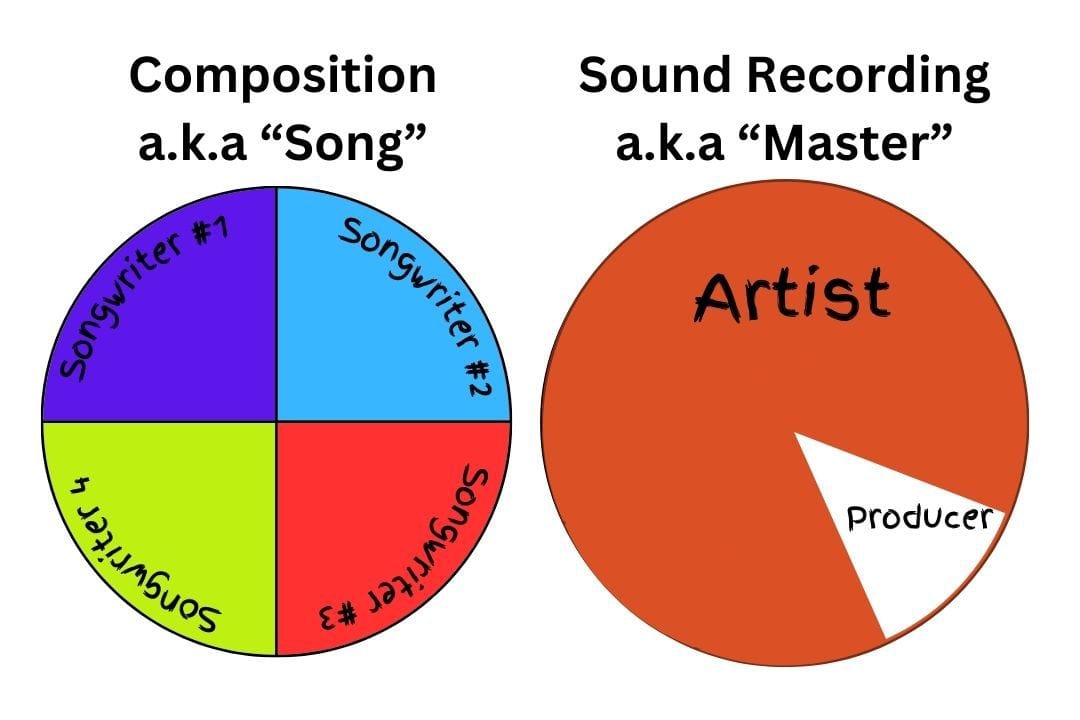 Composition
a.k.a “Song”
Sound Recording
a.k.a “Master”
Songwriter #1
Songwriter #2
Songwriter #3
Songwriter 4
Artist
Producer